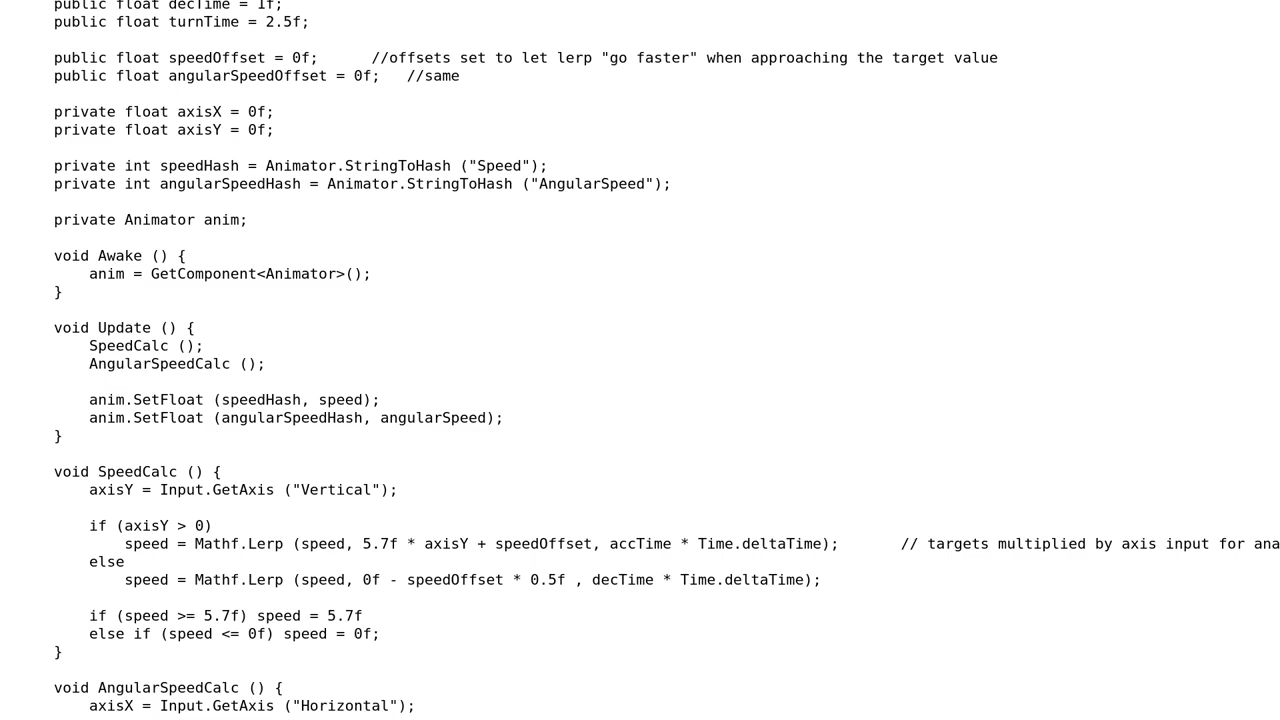 public float decTime = 1f;
public float turnTime = 2.5f;
public float speedOffset = 0f;      //offsets set to let lerp "go faster" when approaching the target value
public float angularSpeedOffset = 0f;   //same
private float axisX = 0f;
private float axisY = 0f;
private int speedHash = Animator.StringToHash ("Speed");
private int angularSpeedHash = Animator.StringToHash ("AngularSpeed");
private Animator anim;
void Awake () {
    anim = GetComponent<Animator>();
}
void Update () {
    SpeedCalc ();
    AngularSpeedCalc ();
    anim.SetFloat (speedHash, speed);
    anim.SetFloat (angularSpeedHash, angularSpeed);
}
void SpeedCalc () {
    axisY = Input.GetAxis ("Vertical");
    if (axisY > 0)
        speed = Mathf.Lerp (speed, 5.7f * axisY + speedOffset, accTime * Time.deltaTime);       // targets multiplied by axis input for ana
    else
        speed = Mathf.Lerp (speed, 0f - speedOffset * 0.5f , decTime * Time.deltaTime);
    if (speed >= 5.7f) speed = 5.7f
    else if (speed <= 0f) speed = 0f;
}
void AngularSpeedCalc () {
    axisX = Input.GetAxis ("Horizontal");